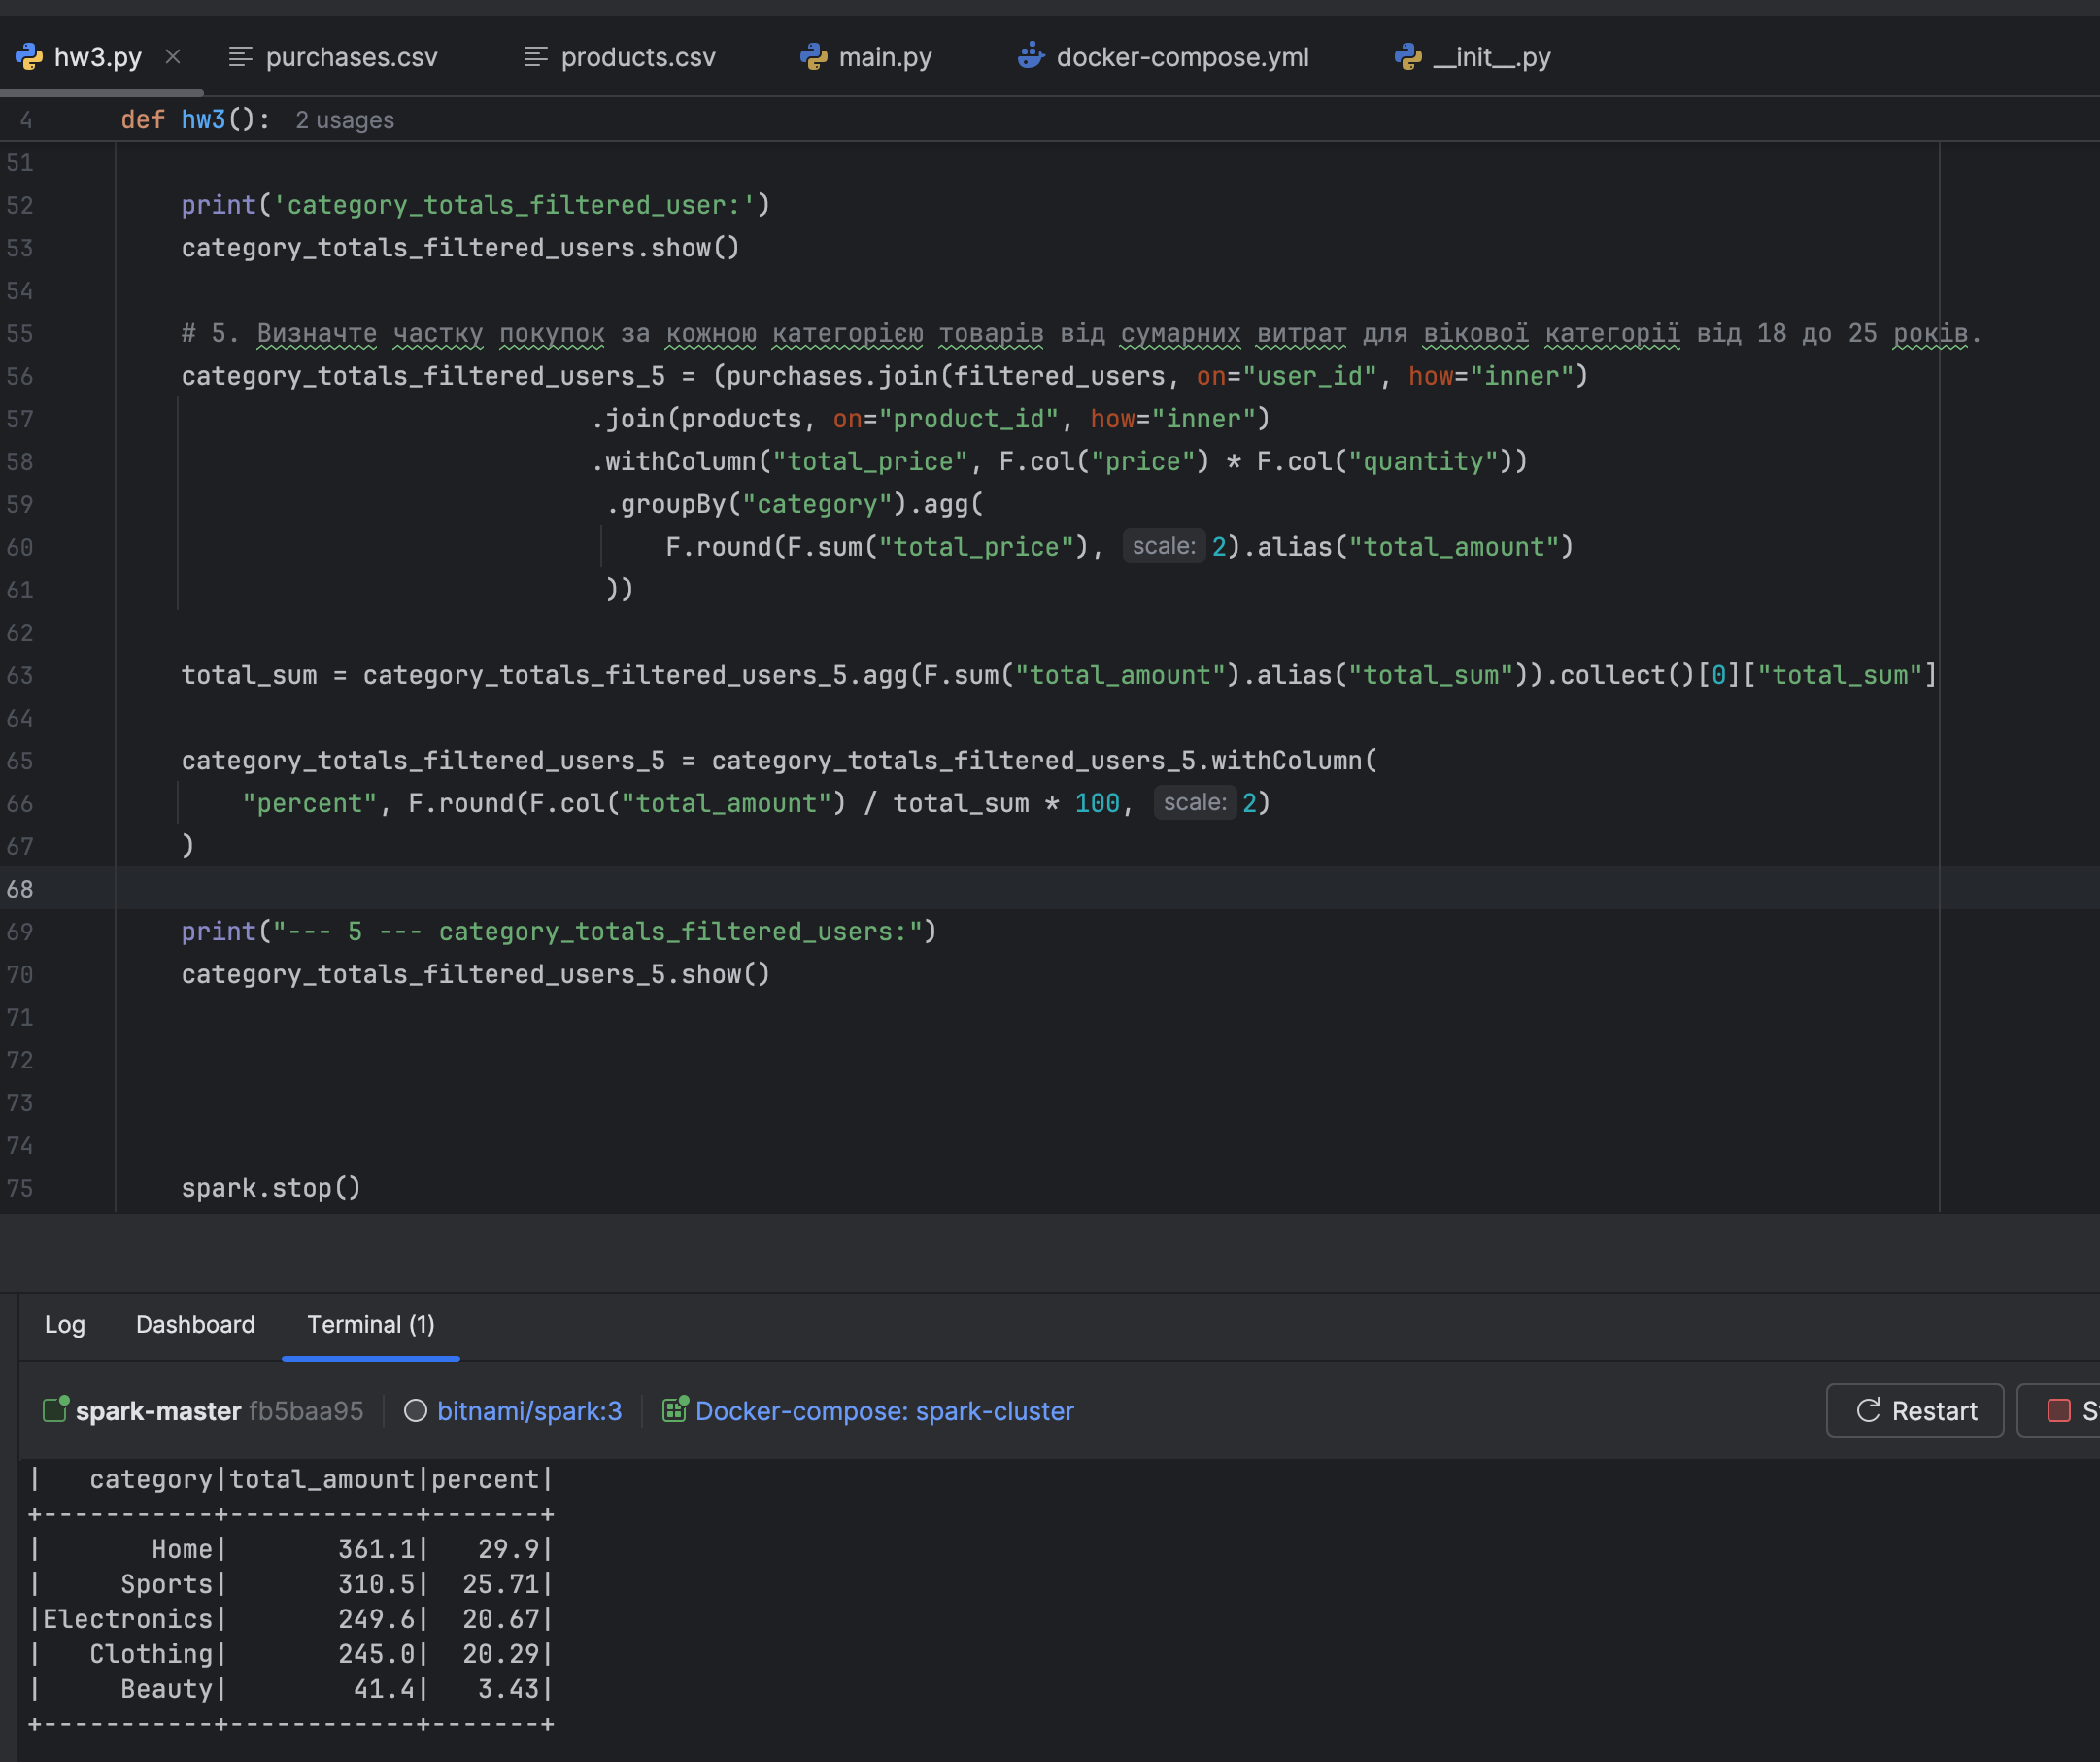 hw3.py purchases.csv products.csv main.py docker-compose.yml __init__.py
4 def hw3(): 2 usages
51
52 print('category_totals_filtered_user:')
53 category_totals_filtered_users.show()
54
55 # 5. Визначте частку покупок за кожною категорією товарів від сумарних витрат для вікової категорії від 18 до 25 років.
56 category_totals_filtered_users_5 = (purchases.join(filtered_users, on="user_id", how="inner")
57 .join(products, on="product_id", how="inner")
58 .withColumn("total_price", F.col("price") * F.col("quantity"))
59 .groupBy("category").agg(
60 F.round(F.sum("total_price"), scale: 2).alias("total_amount")
61 ))
62
63 total_sum = category_totals_filtered_users_5.agg(F.sum("total_amount").alias("total_sum")).collect()[0]["total_sum"]
64
65 category_totals_filtered_users_5 = category_totals_filtered_users_5.withColumn(
66 "percent", F.round(F.col("total_amount") / total_sum * 100, scale: 2)
67 )
68
69 print("--- 5 --- category_totals_filtered_users:")
70 category_totals_filtered_users_5.show()
71
72
73
74
75 spark.stop()
Log Dashboard Terminal (1)
spark-master fb5baa95 bitnami/spark:3 Docker-compose: spark-cluster Restart
|   category|total_amount|percent|
+-----------+------------+-------+
|       Home|       361.1|   29.9|
|     Sports|       310.5|  25.71|
|Electronics|       249.6|  20.67|
|   Clothing|       245.0|  20.29|
|     Beauty|        41.4|   3.43|
+-----------+------------+-------+